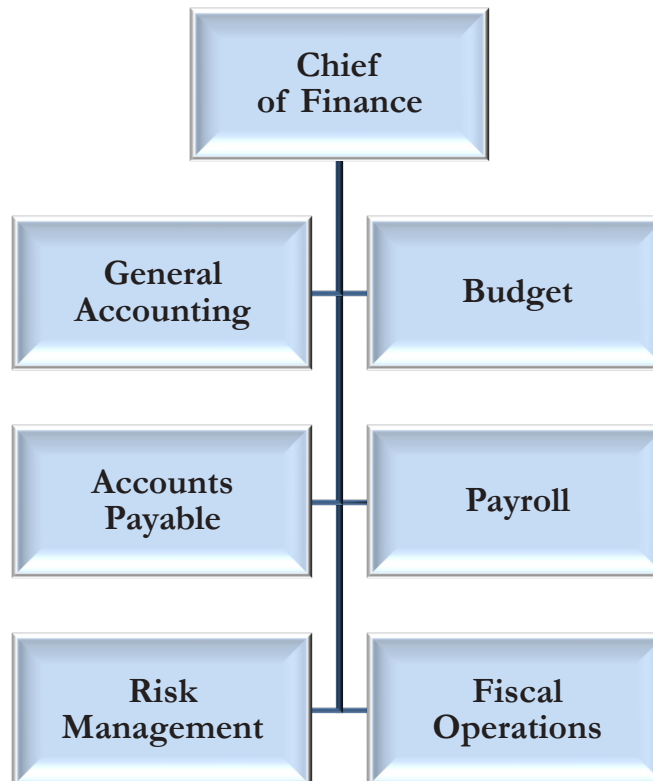 Chief
of Finance
General
Accounting
Budget
Accounts
Payable
Payroll
Risk
Management
Fiscal
Operations